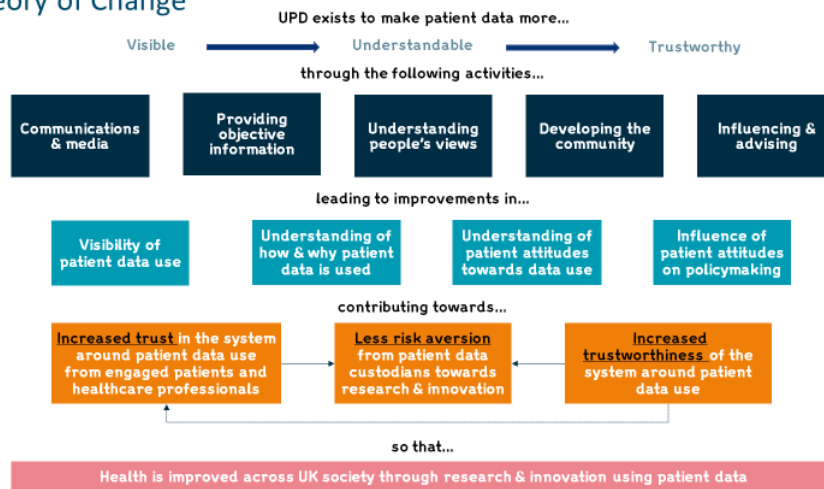 eory of Change
UPD exists to make patient data more...
Visible
Understandable
Trustworthy
through the following activities...
Communications
& media
Providing
objective
information
Understanding
people's views
Developing the
community
Influencing &
advising
leading to improvements in...
Visibility of
patient data use
Understanding of
how & why patient
data is used
Understanding of
patient attitudes
towards data use
Influence of
patient attitudes
on policymaking
contributing towards...
Increased trust in the system
around patient data use
from engaged patients and
healthcare professionals
Less risk aversion
from patient data
custodians towards
research & innovation
Increased
trustworthiness of the
system around patient
data use
so that...
Health is improved across UK society through research & innovation using patient data